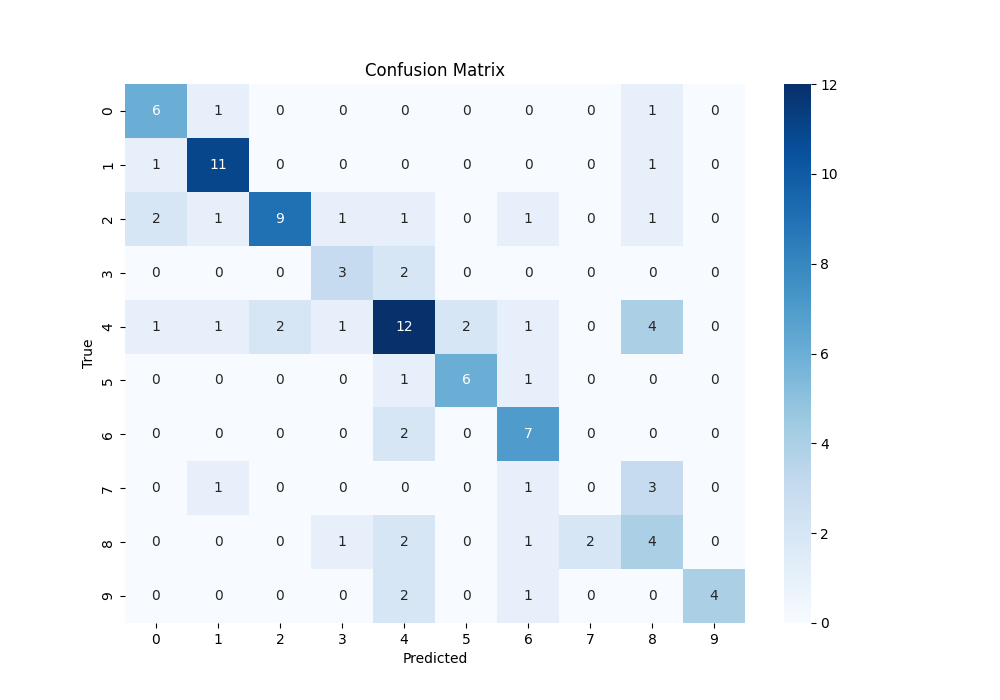 Confusion Matrix
0 6 1 0 0 0 0 0 0 1 0
1 1 11 0 0 0 0 0 0 1 0
2 2 1 9 1 1 0 1 0 1 0
3 0 0 0 3 2 0 0 0 0 0
4 1 1 2 1 12 2 1 0 4 0
5 0 0 0 0 1 6 1 0 0 0
6 0 0 0 0 2 0 7 0 0 0
7 0 1 0 0 0 0 1 0 3 0
8 0 0 0 1 2 0 1 2 4 0
9 0 0 0 0 2 0 1 0 0 4
0 1 2 3 4 5 6 7 8 9
Predicted
True
12
10
8
6
4
2
0